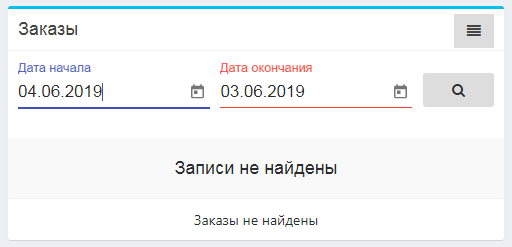 Заказы
Дата начала Дата окончания
04.06.2019 03.06.2019
Записи не найдены
Заказы не найдены